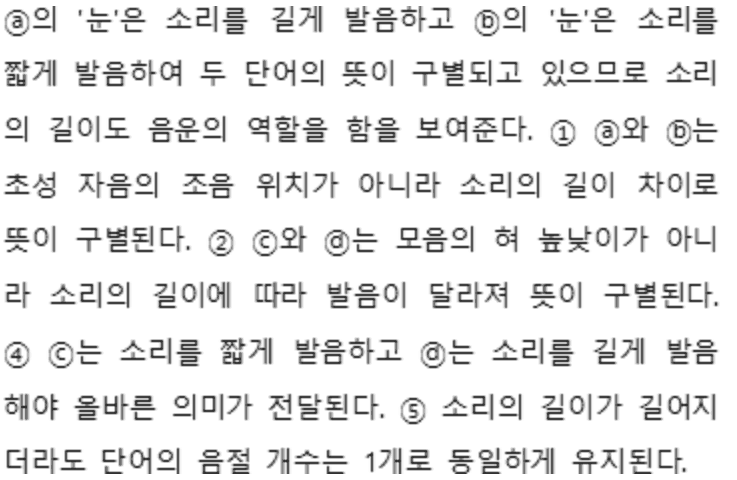 ⓐ의 '눈'은 소리를 길게 발음하고 ⓑ의 '눈'은 소리를
짧게 발음하여 두 단어의 뜻이 구별되고 있으므로 소리
의 길이도 음운의 역할을 함을 보여준다. ① ⓐ와 ⓑ는
초성 자음의 조음 위치가 아니라 소리의 길이 차이로
뜻이 구별된다. ② ⓒ와 ⓓ는 모음의 혀 높낮이가 아니
라 소리의 길이에 따라 발음이 달라져 뜻이 구별된다.
④ ⓒ는 소리를 짧게 발음하고 ⓓ는 소리를 길게 발음
해야 올바른 의미가 전달된다. ⑤ 소리의 길이가 길어지
더라도 단어의 음절 개수는 1개로 동일하게 유지된다.